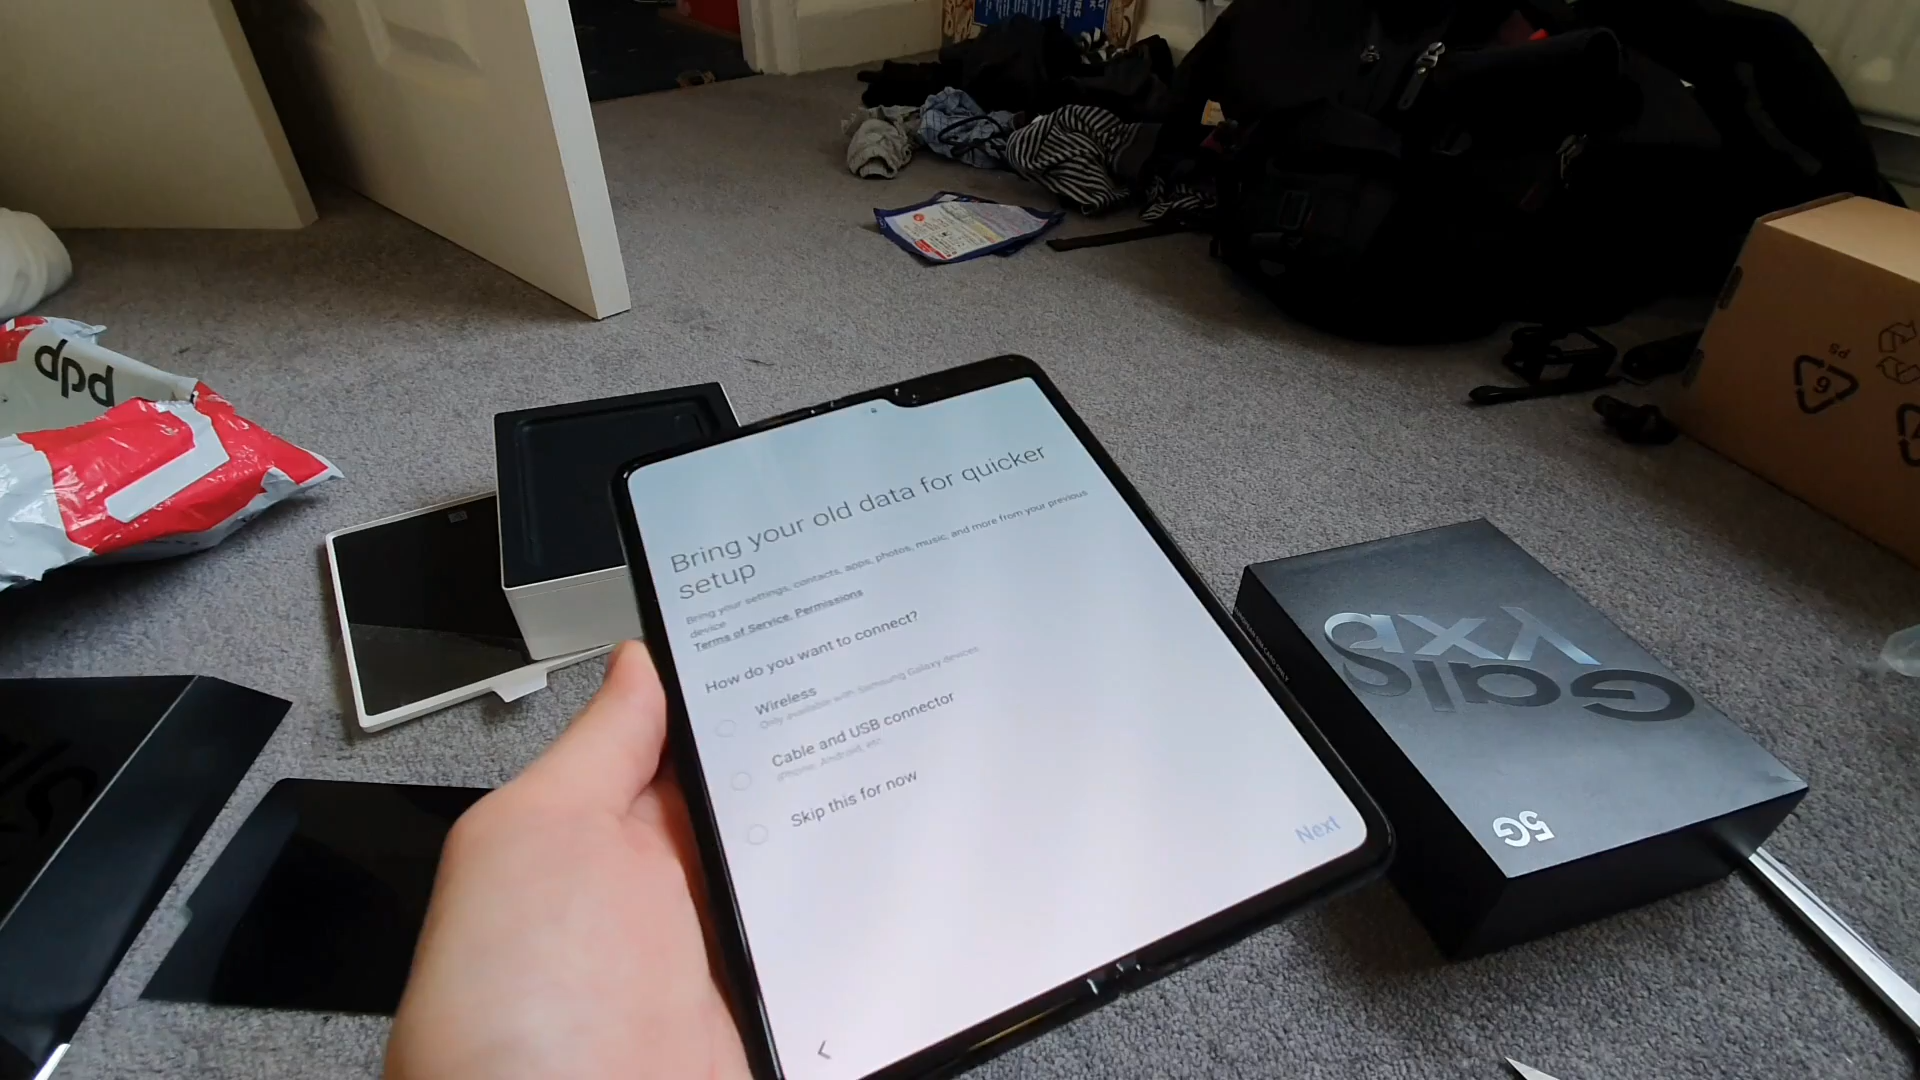 Bring your old data for quicker
setup
Bring your settings, contacts, apps, photos, music, and more from your previous
device
Terms of Service, Permissions
How do you want to connect?
Wireless
Only available with Samsung Galaxy devices
Cable and USB connector
iPhone, Android, etc.
Skip this for now
Next
dpd
Gala
xy
5G